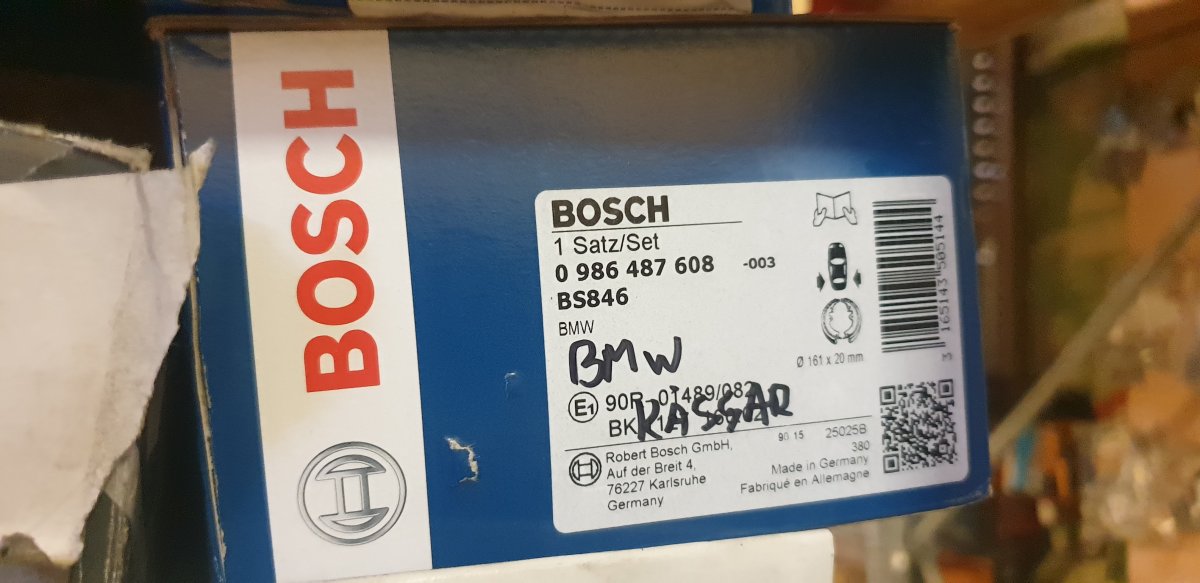 BOSCH
BOSCH
1 Satz/Set
0 986 487 608 -003
BS846
BMW
BMW
Ø 161 x 20 mm
E1 90R-01489/082
BK
KASSAR
Robert Bosch GmbH,
Auf der Breit 4,
76227 Karlsruhe
Germany
90 15 25025B
380
Made in Germany
Fabriqué en Allemagne
165143 505144